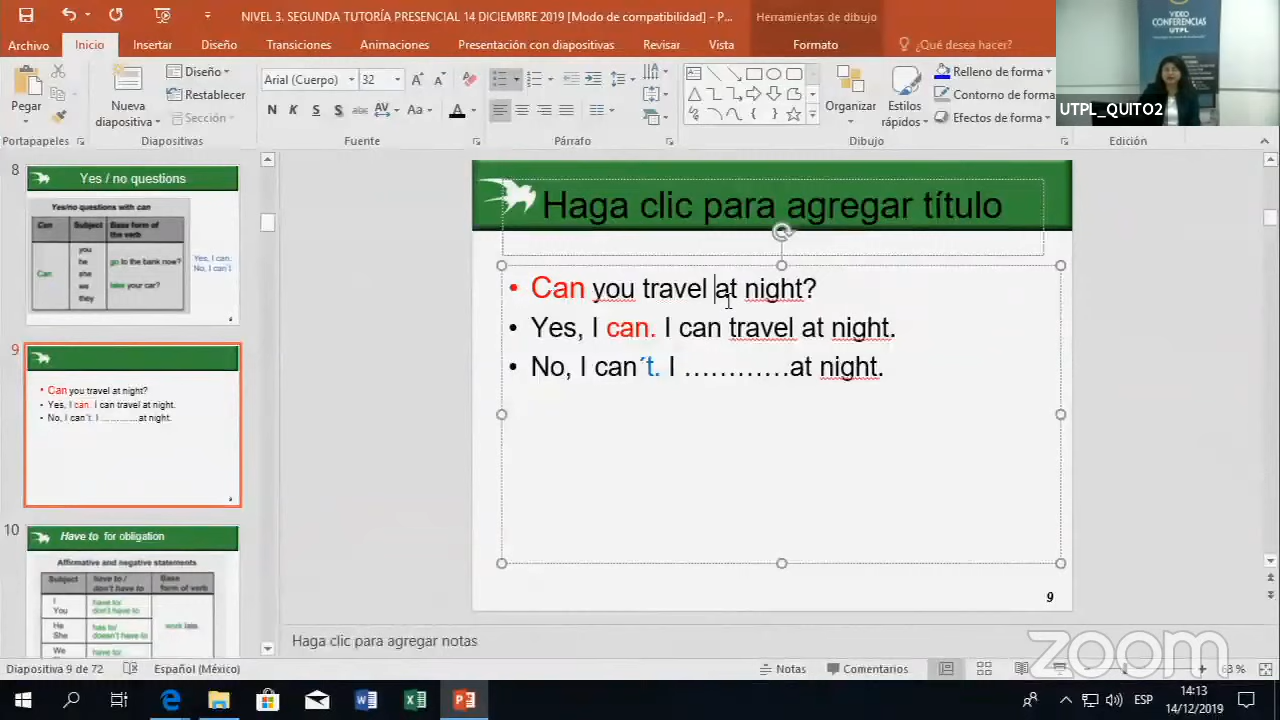 NIVEL 3. SEGUNDA TUTORÍA PRESENCIAL 14 DICIEMBRE 2019 [Modo de compatibilidad] - P...
Herramientas de dibujo
Archivo
Inicio
Insertar
Diseño
Transiciones
Animaciones
Presentación con diapositivas
Revisar
Vista
Formato
¿Qué desea hacer?
VIDEO
CONFERENCIAS
UTPL
UTPL_QUITO2
Pegar
Nueva
diapositiva
Diseño
Restablecer
Sección
Arial (Cuerpo)
32
N K S S abc AV Aa A
Organizar
Estilos
rápidos
Relleno de forma
Contorno de forma
Efectos de forma
Portapapeles
Diapositivas
Fuente
Párrafo
Dibujo
Edición
8
Yes / no questions
Yes/no questions with can
Can Subject Base form of
the verb
Can
you
he
she
we
they
go to the bank now?
take your car?
Yes, I can.
No, I can´t
9
• Can you travel at night?
• Yes, I can. I can travel at night.
• No, I can´t. I …………at night.
10
Have to for obligation
Affirmative and negative statements
Subject have to / Base
don't have to form of verb
I have to/
You don't have to
He has to/
She doesn't have to
work late.
We have to/
Haga clic para agregar título
• Can you travel at night?
• Yes, I can. I can travel at night.
• No, I can´t. I …………at night.
9
Haga clic para agregar notas
zoom
Diapositiva 9 de 72
Español (México)
Notas
Comentarios
63 %
ESP
14:13
14/12/2019